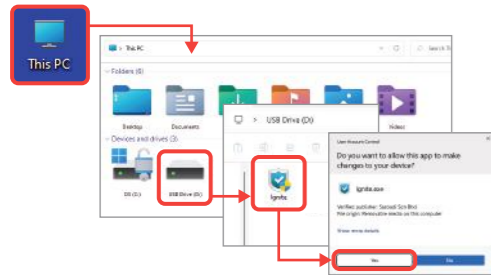 This PC
This PC
Folders (6)
Desktop
Documents
Videos
Devices and drives (3)
USB Drive (D:)
USB Drive (D:)
Ignite
User Account Control
Do you want to allow this app to make
changes to your device?
Ignite.exe
Verified publisher:
File origin: Removable media on this computer
Show more details
Yes
No